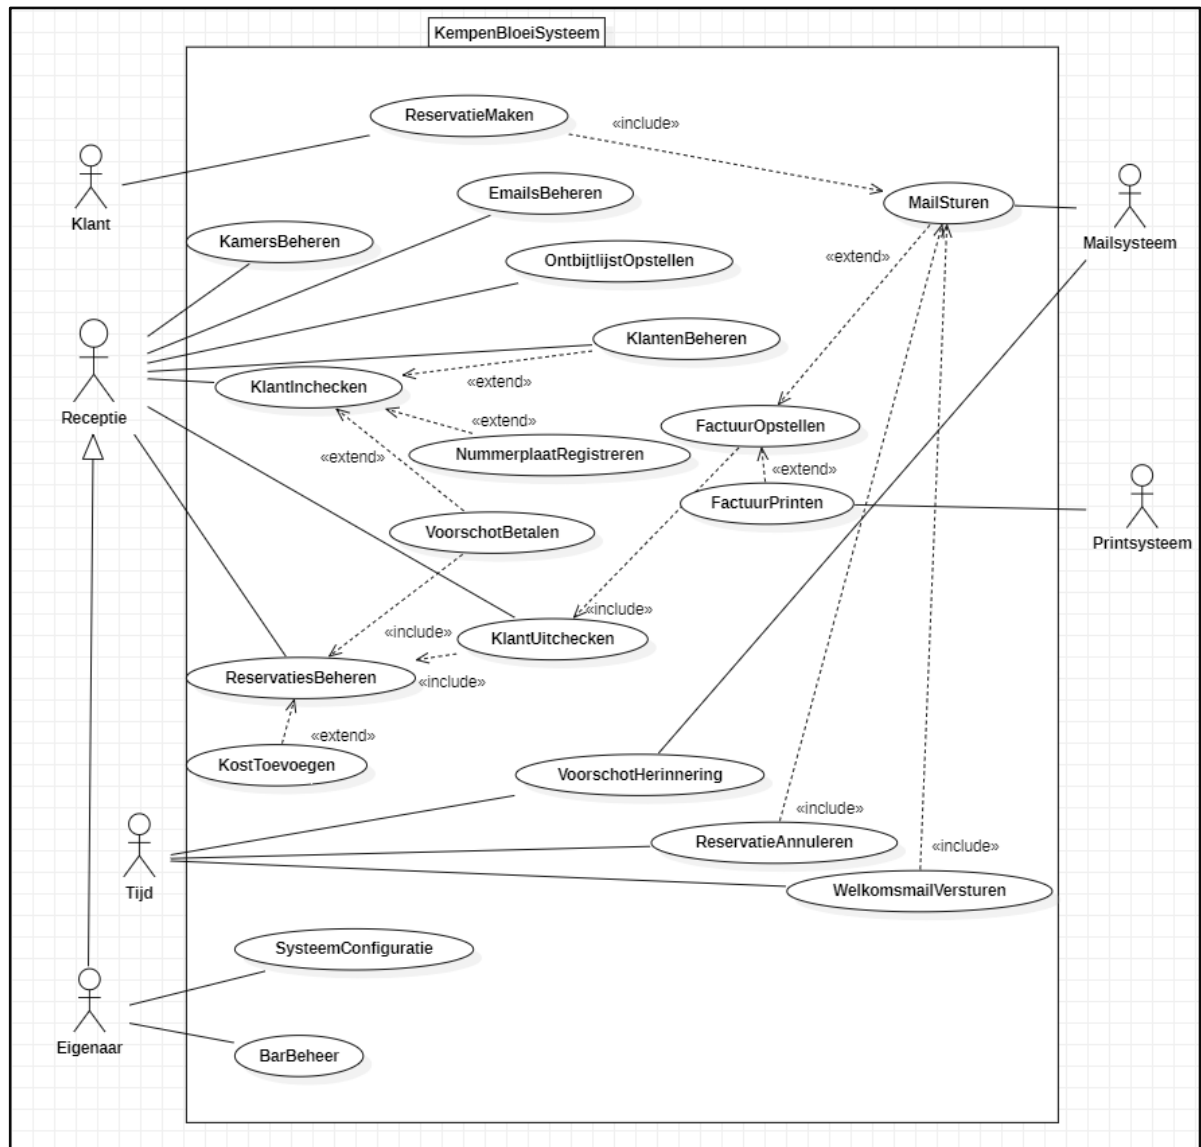 KempenBloeiSysteem
ReservatieMaken
«include»
Klant
EmailsBeheren
MailSturen
Mailsysteem
KamersBeheren
OntbijtlijstOpstellen
«extend»
KlantenBeheren
Receptie
KlantInchecken
«extend»
«extend»
FactuurOpstellen
NummerplaatRegistreren
«extend»
«extend»
FactuurPrinten
Printsysteem
VoorschotBetalen
«include»
«include»
KlantUitchecken
ReservatiesBeheren
«include»
«extend»
KostToevoegen
VoorschotHerinnering
«include»
ReservatieAnnuleren
«include»
Tijd
WelkomsmailVersturen
SysteemConfiguratie
Eigenaar
BarBeheer